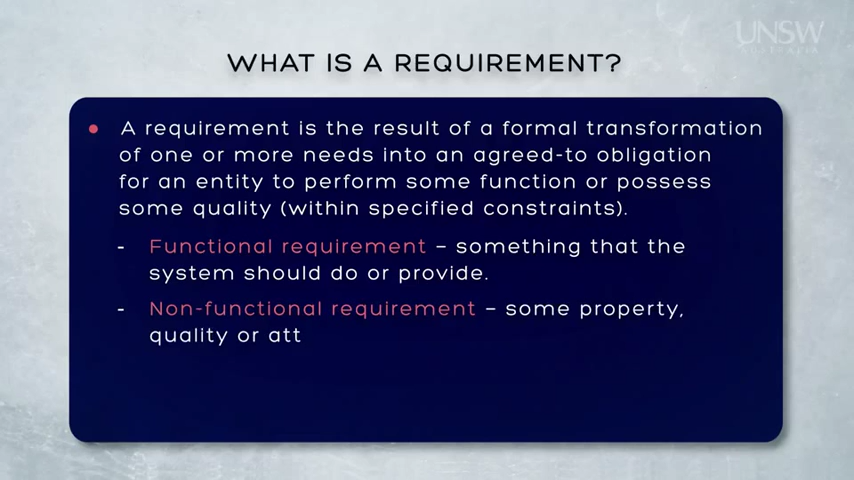 UNSW
AUSTRALIA
WHAT IS A REQUIREMENT?
• A requirement is the result of a formal transformation
of one or more needs into an agreed-to obligation
for an entity to perform some function or possess
some quality (within specified constraints).
- Functional requirement – something that the
system should do or provide.
- Non-functional requirement – some property,
quality or att